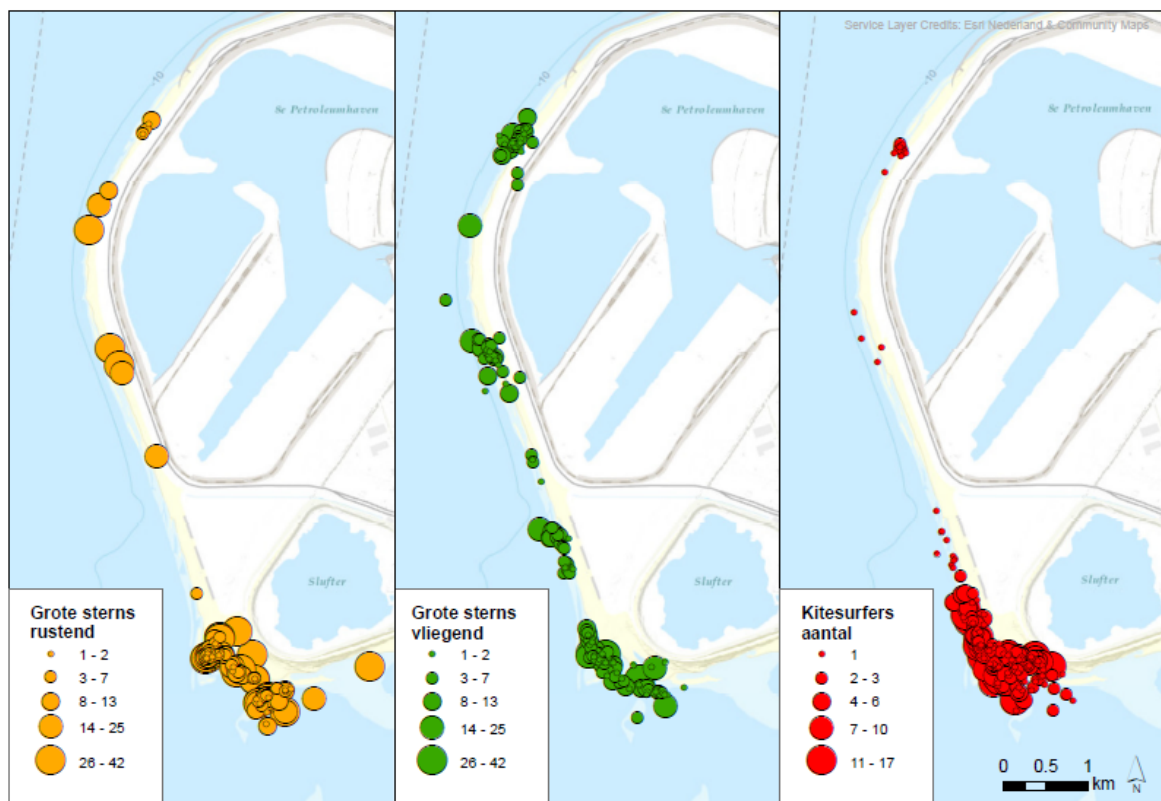 Service Layer Credits: Esri Nederland & Community Maps
-10
8e Petroleumhaven
Slufter
Grote sterns
rustend
1 - 2
3 - 7
8 - 13
14 - 25
26 - 42
-10
8e Petroleumhaven
Slufter
Grote sterns
vliegend
1 - 2
3 - 7
8 - 13
14 - 25
26 - 42
-10
8e Petroleumhaven
Slufter
Kitesurfers
aantal
1
2 - 3
4 - 6
7 - 10
11 - 17
0 0.5 1
km
N